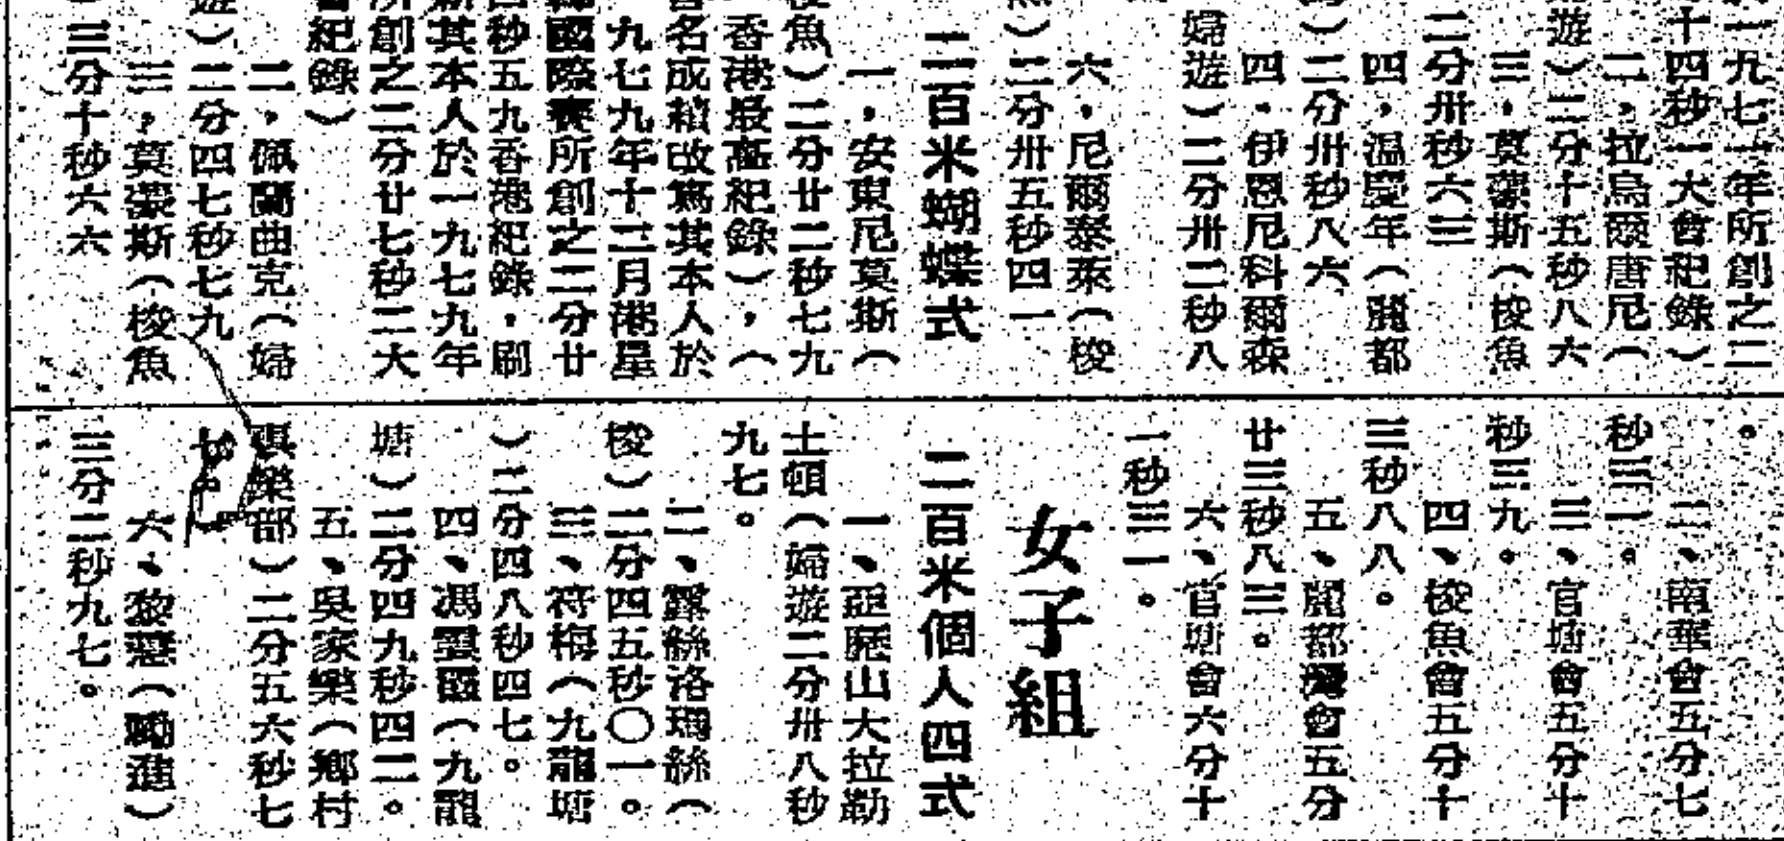 一九七一年所創之二
十四秒一大會紀錄）
二，拉烏爾唐尼（
遊）二分十五秒八六
三，莫蒙斯（梭魚
二分卅秒六三
四，溫慶年（麗都
）二分卅秒八六
四，伊恩尼科爾森
婦遊）二分卅二秒八
六，尼爾泰萊（梭
）二分卅五秒四一
二百米蝴蝶式
一，安東尼莫斯（
梭魚）二分廿二秒七九
香港最高紀錄），（
名成績改為其本人於
九七九年十二月港星
國際賽所創之二分廿
秒五九香港紀錄，刷
新其本人於一九七九年
所創之二分廿七秒二大
會紀錄）
二，佩蘭曲克（婦
遊）二分四七秒七九
三，莫濛斯（梭魚
三分十秒六六
。
二、南華會五分七
秒三一。
三、官塘會五分十
秒三九。
四、梭魚會五分十
三秒八八。
五、麗都灣會五分
廿三秒八三。
六、官塘會六分十
一秒三一。
女子組
二百米個人四式
一、亞歷山大拉勒
士頓（婦遊二分卅八秒
九七。
二、露絲洛瑪絲（
梭）二分四五秒〇一。
三、符梅（九龍塘
）二分四八秒四七。
四、馮雲（九龍
塘）二分四九秒四二。
五、吳家樂（鄉村
俱樂部）二分五六秒七
七。
六、黎慧（勵進）
三分二秒九七。